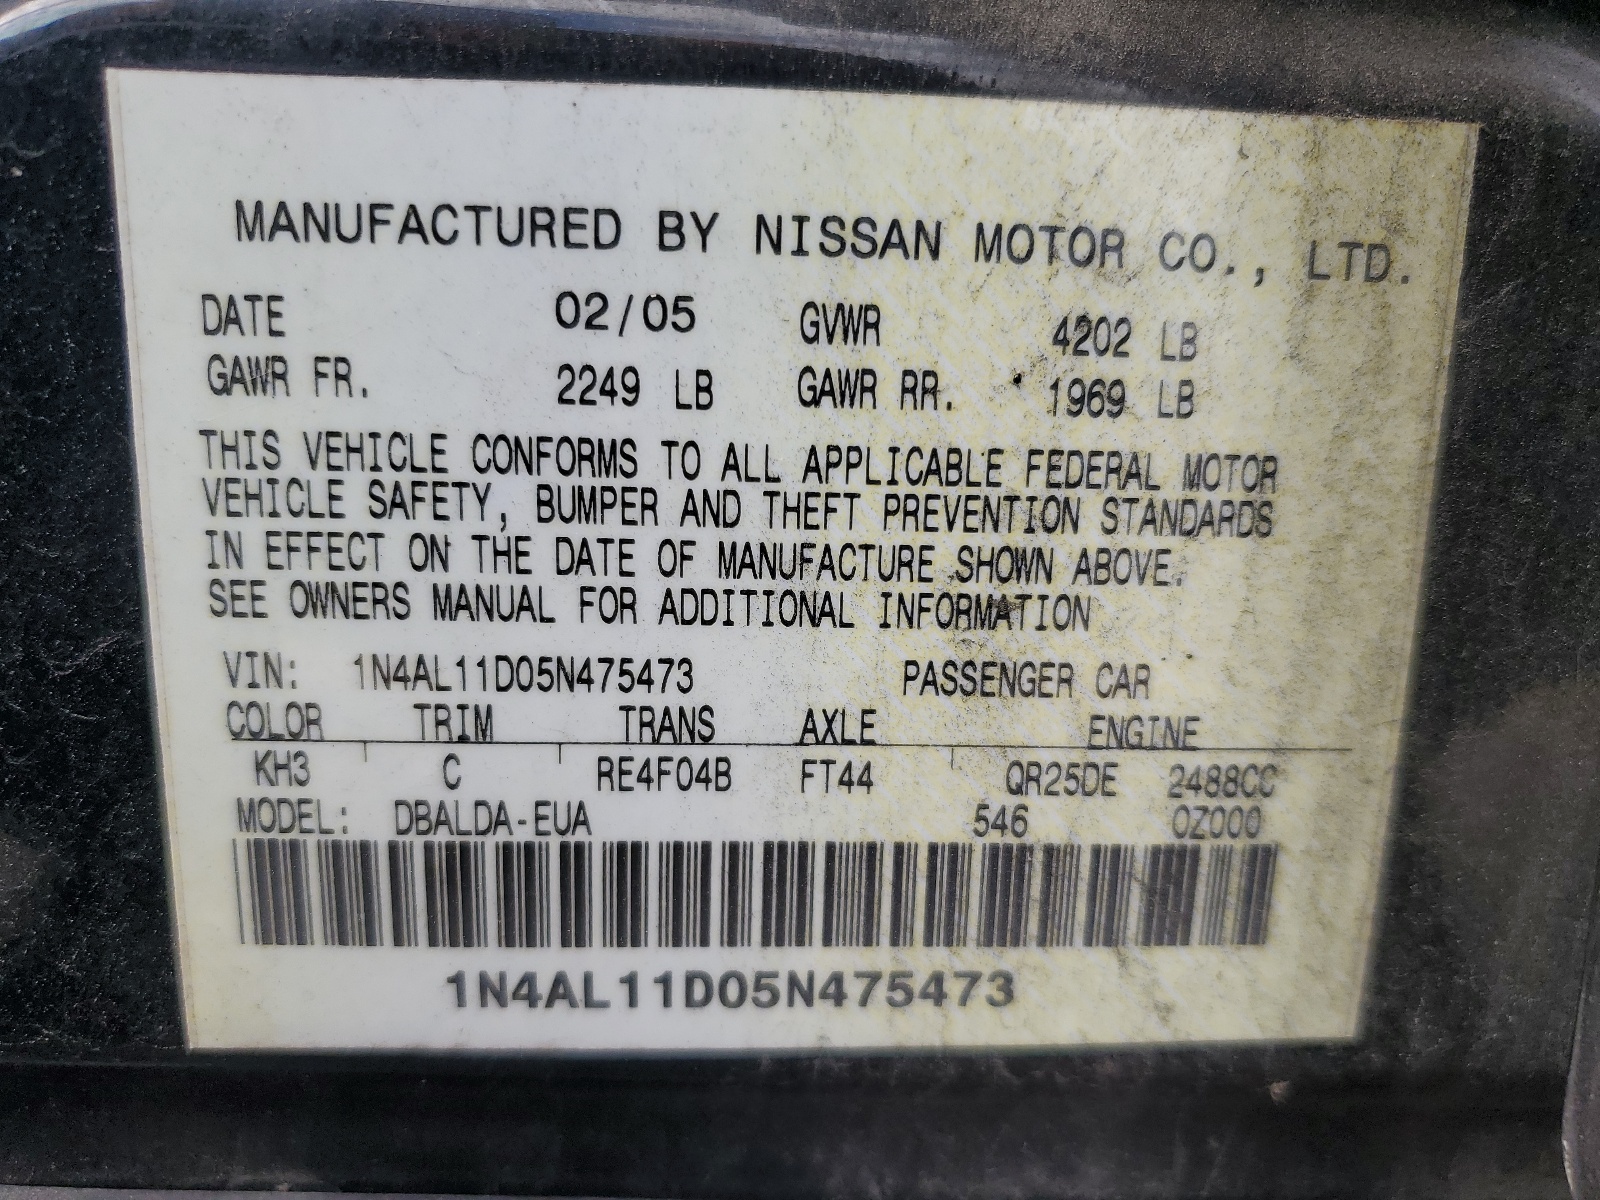 MANUFACTURED BY NISSAN MOTOR CO., LTD.
DATE 02/05 GVWR 4202 LB
GAWR FR. 2249 LB GAWR RR. 1969 LB
THIS VEHICLE CONFORMS TO ALL APPLICABLE FEDERAL MOTOR
VEHICLE SAFETY, BUMPER AND THEFT PREVENTION STANDARDS
IN EFFECT ON THE DATE OF MANUFACTURE SHOWN ABOVE.
SEE OWNERS MANUAL FOR ADDITIONAL INFORMATION
VIN: 1N4AL11D05N475473 PASSENGER CAR
COLOR TRIM TRANS AXLE ENGINE
KH3 C RE4F04B FT44 QR25DE 2488CC
MODEL: DBALDA-EUA 546 0Z000
1N4AL11D05N475473